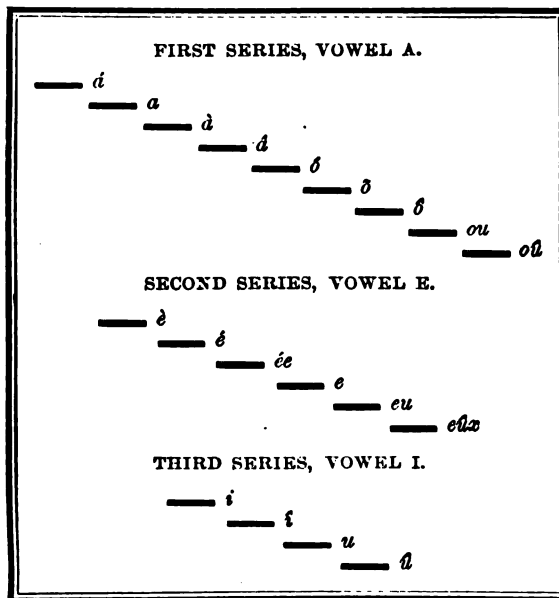 FIRST SERIES, VOWEL A.
á
a
à
â
ó
ŏ
ô
ou
oû
SECOND SERIES, VOWEL E.
è
é
ée
e
eu
eûx
THIRD SERIES, VOWEL I.
i
î
u
û